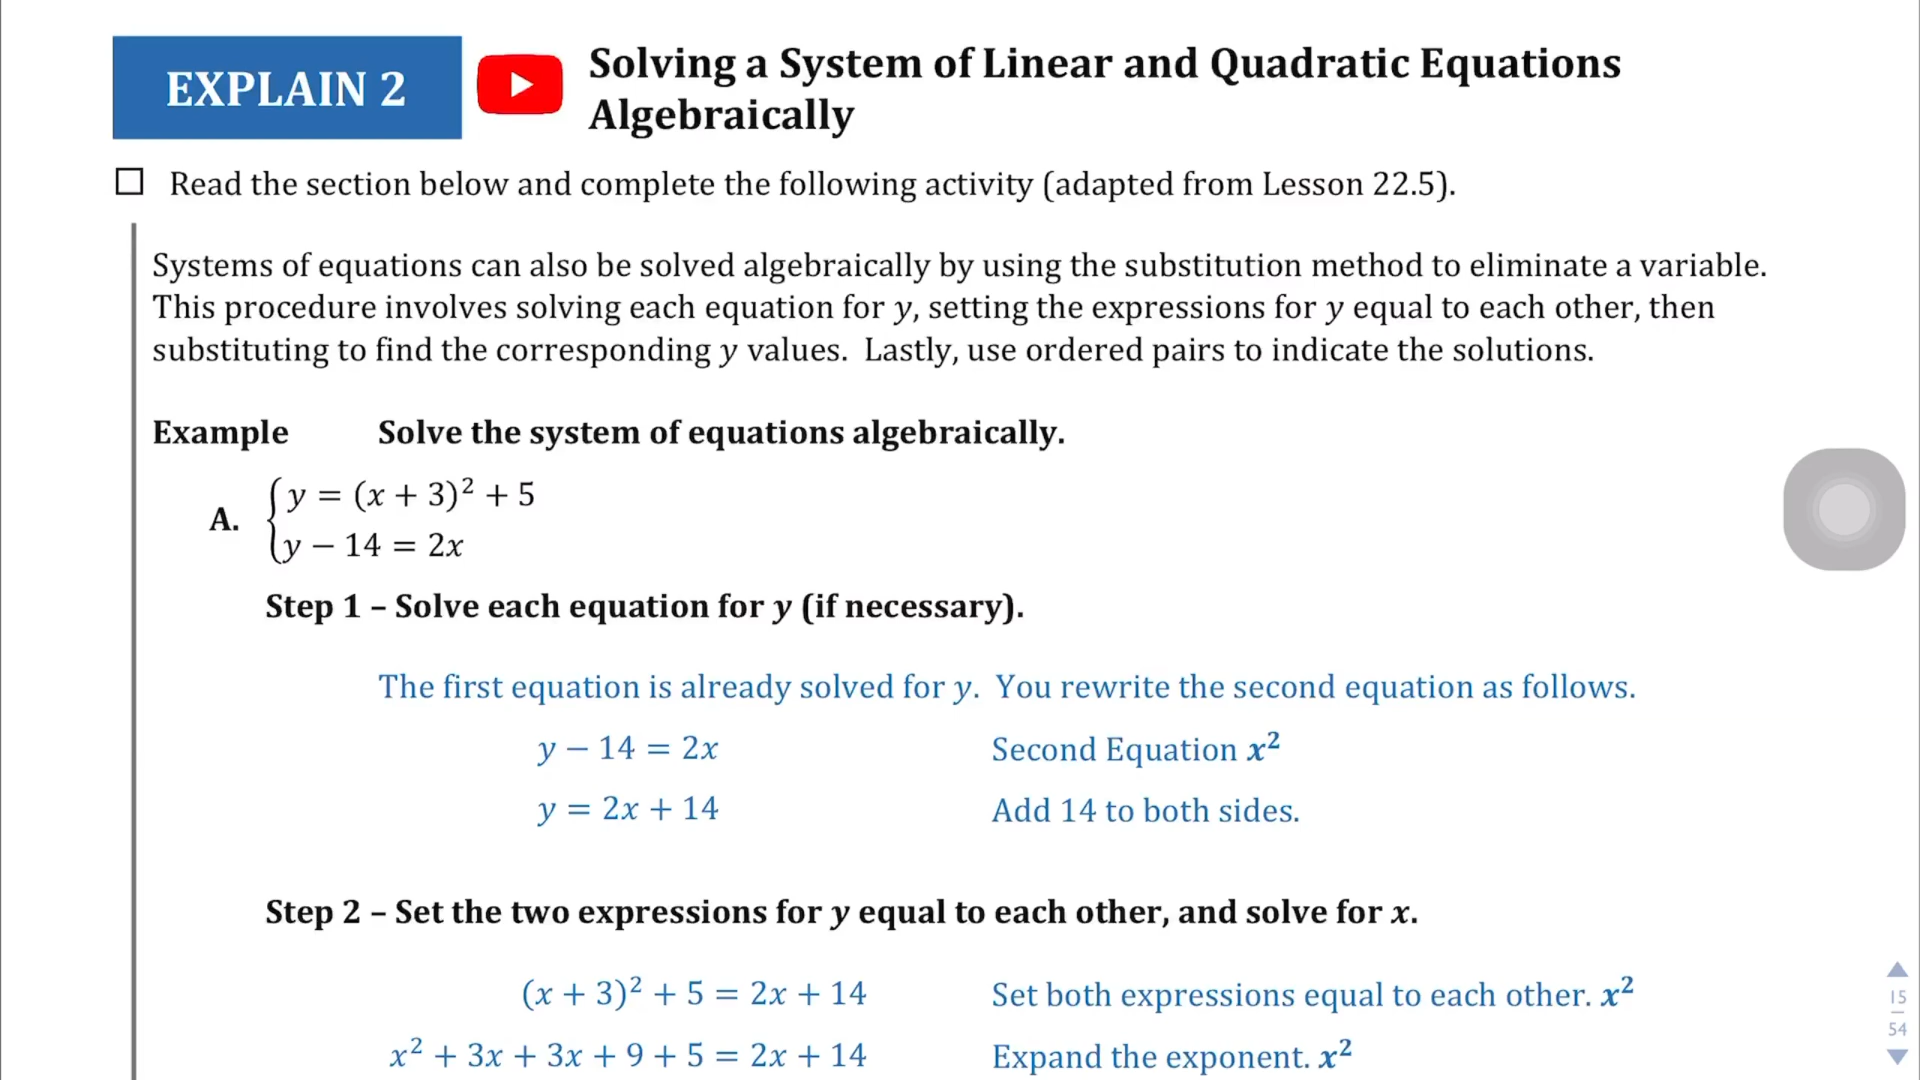 EXPLAIN 2
Solving a System of Linear and Quadratic Equations
Algebraically
Read the section below and complete the following activity (adapted from Lesson 22.5).
Systems of equations can also be solved algebraically by using the substitution method to eliminate a variable.
This procedure involves solving each equation for y, setting the expressions for y equal to each other, then
substituting to find the corresponding y values. Lastly, use ordered pairs to indicate the solutions.
Example Solve the system of equations algebraically.
A. { y = (x + 3)² + 5
y − 14 = 2x
Step 1 – Solve each equation for y (if necessary).
The first equation is already solved for y. You rewrite the second equation as follows.
y − 14 = 2x Second Equation x²
y = 2x + 14 Add 14 to both sides.
Step 2 – Set the two expressions for y equal to each other, and solve for x.
(x + 3)² + 5 = 2x + 14 Set both expressions equal to each other. x²
x² + 3x + 3x + 9 + 5 = 2x + 14 Expand the exponent. x²
15
54